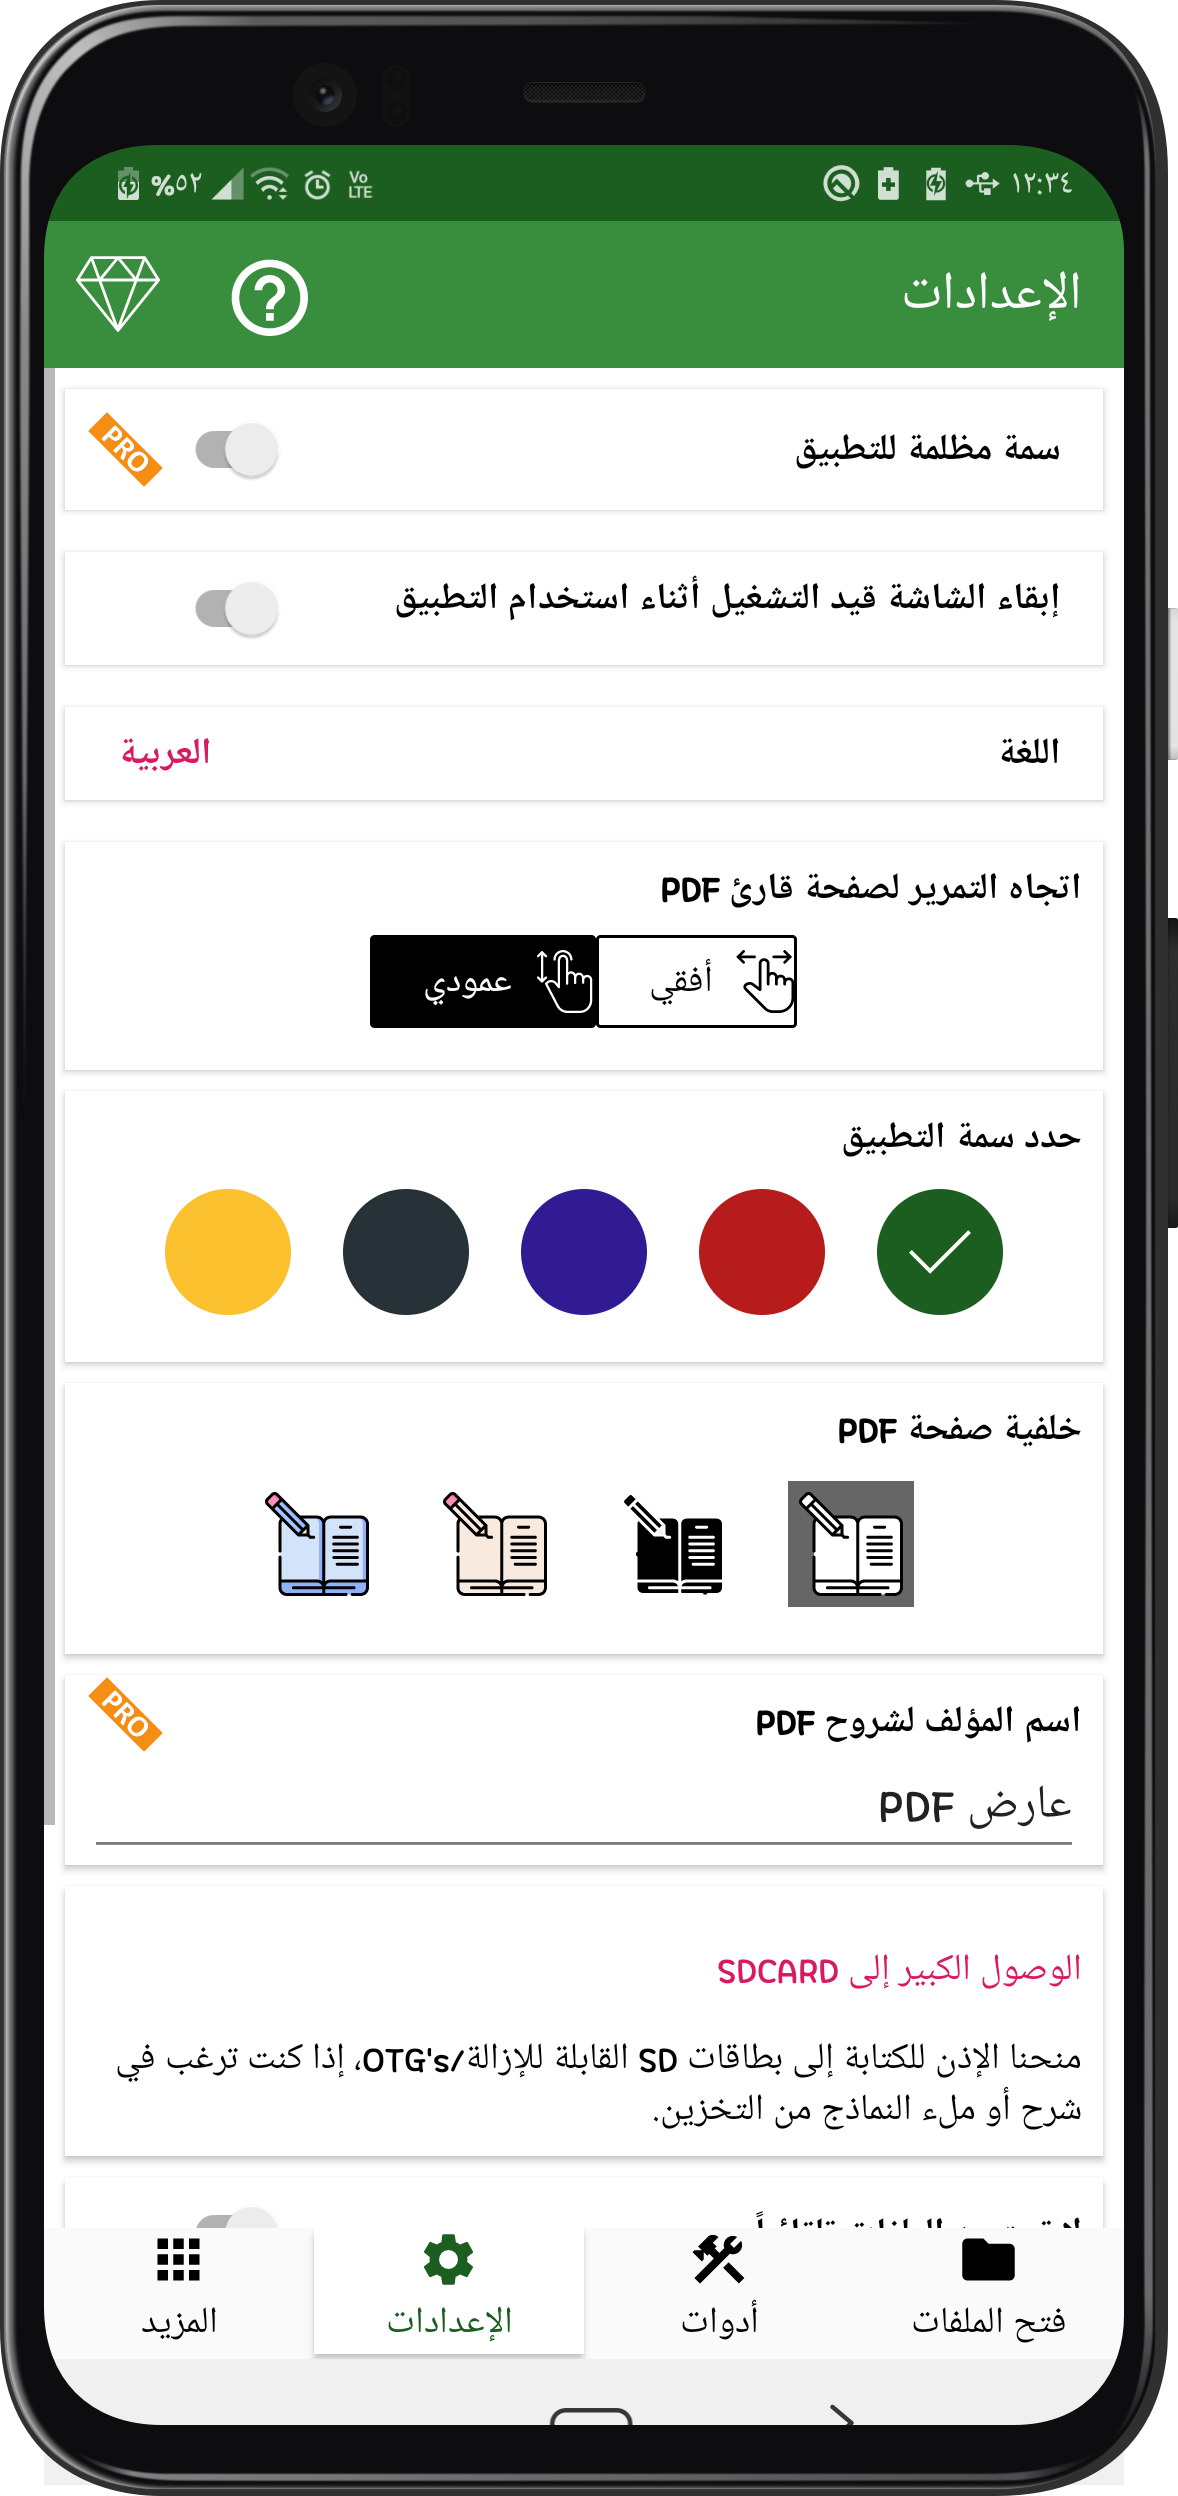 ١٢:٣٤
Vo LTE
%٥٢
الإعدادات
سمة مظلمة للتطبيق
PRO
إبقاء الشاشة قيد التشغيل أثناء استخدام التطبيق
اللغة
العربية
اتجاه التمرير لصفحة قارئ PDF
أفقي
عمودي
حدد سمة التطبيق
خلفية صفحة PDF
اسم المؤلف لشروح PDF
PRO
عارض PDF
الوصول الكبير إلى SDCARD
منحنا الإذن للكتابة إلى بطاقات SD القابلة للإزالة/OTG's، إذا كنت ترغب في
شرح أو ملء النماذج من التخزين.
فتح الملفات
أدوات
الإعدادات
المزيد